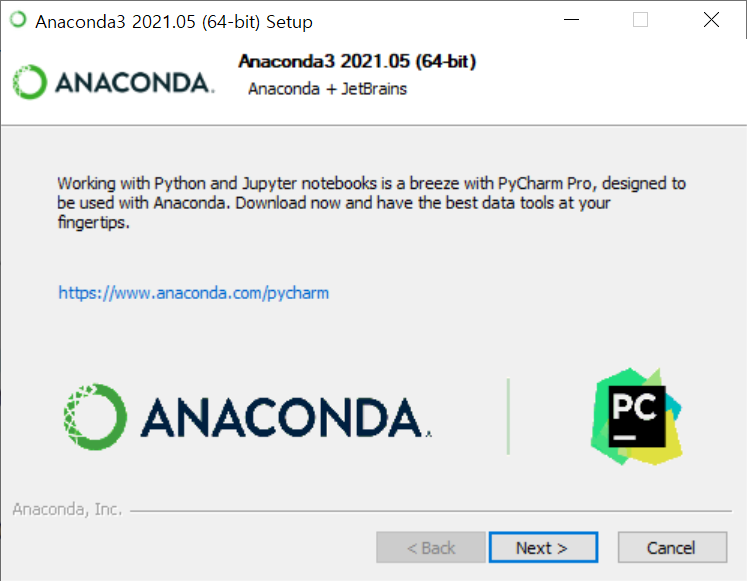 Anaconda3 2021.05 (64-bit) Setup
ANACONDA.
Anaconda3 2021.05 (64-bit)
Anaconda + JetBrains
Working with Python and Jupyter notebooks is a breeze with PyCharm Pro, designed to
be used with Anaconda. Download now and have the best data tools at your
fingertips.
https://www.anaconda.com/pycharm
ANACONDA.
PC
Anaconda, Inc.
< Back
Next >
Cancel